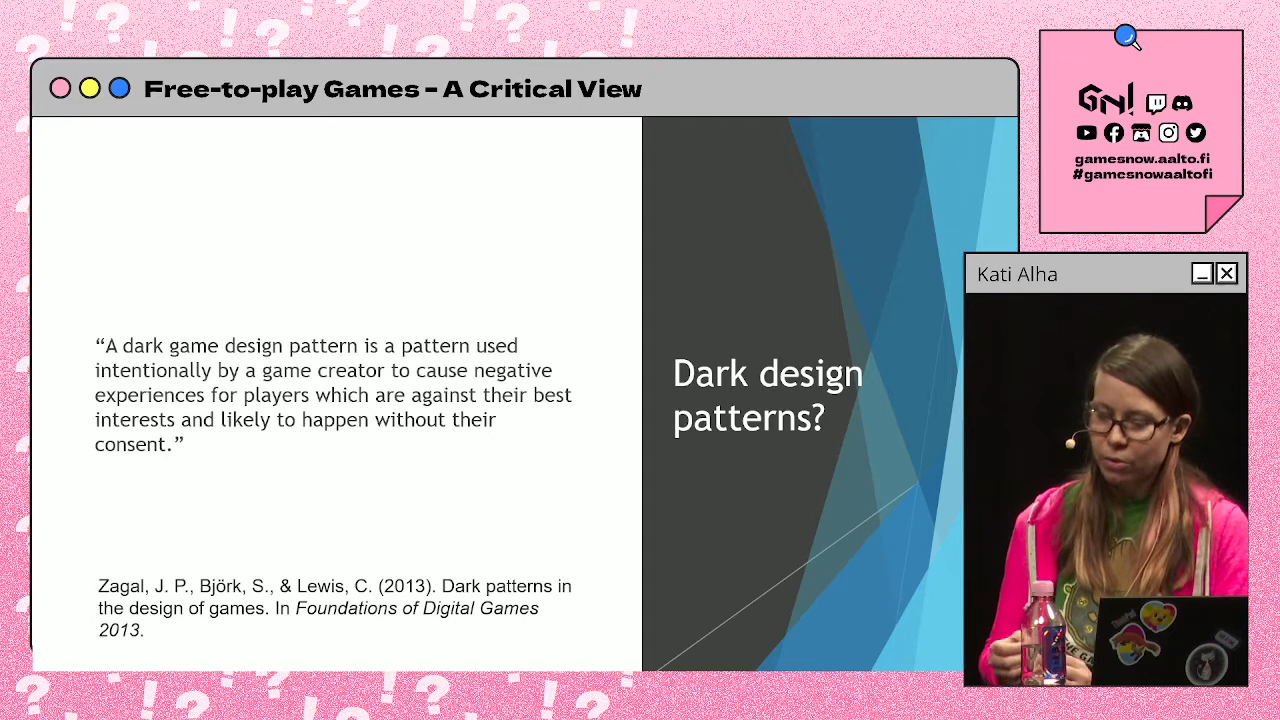 Free-to-play Games – A Critical View
GN!
gamesnow.aalto.fi
#gamesnowaaltofi
Kati Alha
“A dark game design pattern is a pattern used
intentionally by a game creator to cause negative
experiences for players which are against their best
interests and likely to happen without their
consent.”
Zagal, J. P., Björk, S., & Lewis, C. (2013). Dark patterns in
the design of games. In Foundations of Digital Games
2013.
Dark design
patterns?